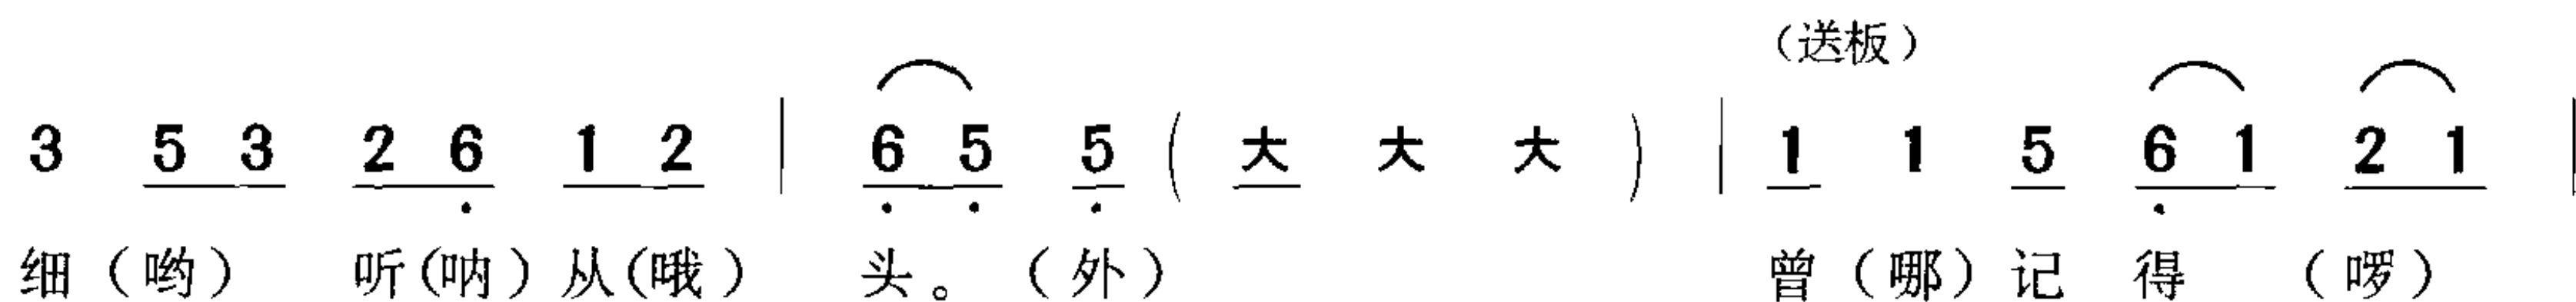 （送板）
3 5 3 2 6 1 2 | 6 5 5 （ 大 大 大 ） | 1 1 5 6 1 2 1 |
细（哟） 听（呐）从（哦） 头。（外） 曾（哪）记 得 （啰）